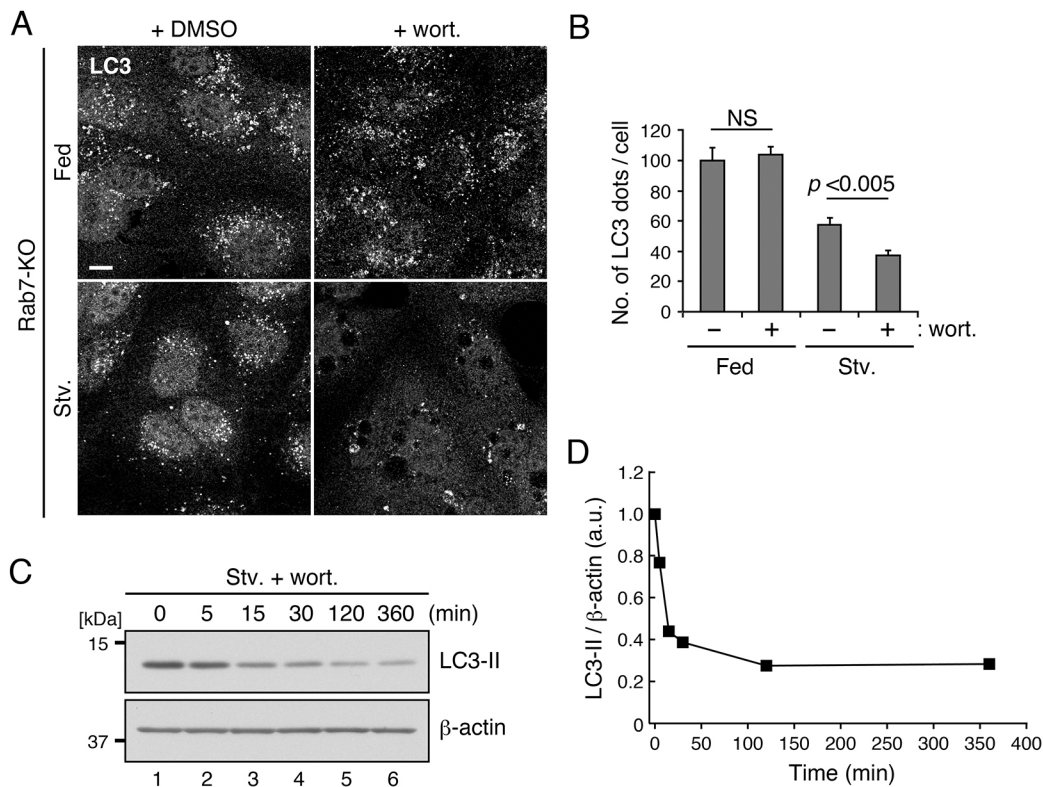 A
+ DMSO
+ wort.
LC3
Fed
Stv.
Rab7-KO
B
No. of LC3 dots / cell
120
100
80
60
40
20
0
NS
p <0.005
− + − + : wort.
Fed Stv.
C
Stv. + wort.
[kDa] 0 5 15 30 120 360 (min)
15
LC3-II
37
β-actin
1 2 3 4 5 6
D
LC3-II / β-actin (a.u.)
1.2
1.0
0.8
0.6
0.4
0.2
0
0 50 100 150 200 250 300 350 400
Time (min)